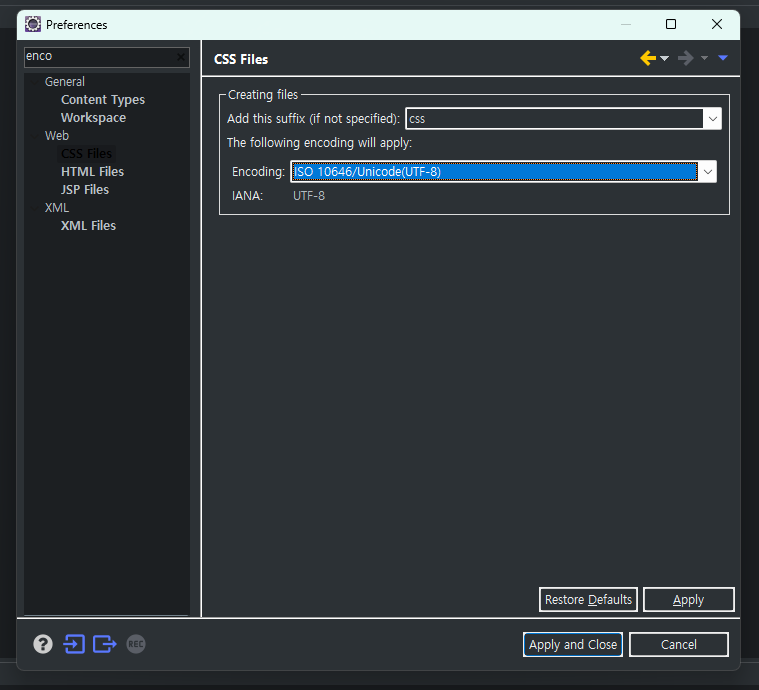 Preferences
enco
General
Content Types
Workspace
Web
CSS Files
HTML Files
JSP Files
XML
XML Files
CSS Files
Creating files
Add this suffix (if not specified): css
The following encoding will apply:
Encoding: ISO 10646/Unicode(UTF-8)
IANA: UTF-8
Restore Defaults Apply
? REC Apply and Close Cancel